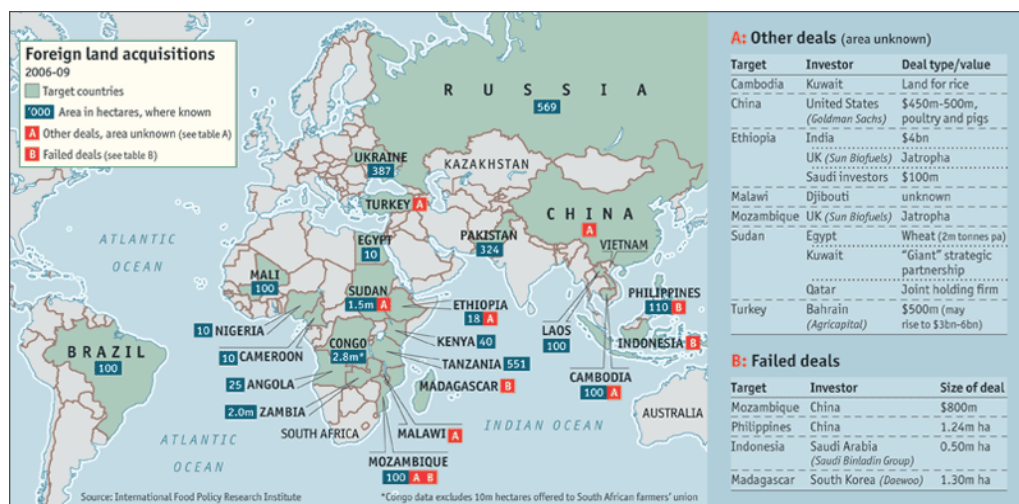 Foreign land acquisitions
2006-09
Target countries
'000 Area in hectares, where known
A Other deals, area unknown (see table A)
B Failed deals (see table B)
R U S S I A
569
UKRAINE
387
KAZAKHSTAN
TURKEY A
C H I N A
A
ATLANTIC
OCEAN
EGYPT
10
PAKISTAN
324
VIETNAM
MALI
100
SUDAN
1.5m A
ETHIOPIA
18 A
PHILIPPINES
110 B
10 NIGERIA
KENYA 40
LAOS
100
INDONESIA B
BRAZIL
100
10 CAMEROON
CONGO
2.8m*
TANZANIA 551
CAMBODIA
100 A
25 ANGOLA
MADAGASCAR B
2.0m ZAMBIA
AUSTRALIA
INDIAN OCEAN
SOUTH AFRICA
MALAWI A
ATLANTIC
OCEAN
MOZAMBIQUE
100 A B
Source: International Food Policy Research Institute
*Congo data excludes 10m hectares offered to South African farmers' union
A: Other deals (area unknown)
Target Investor Deal type/value
Cambodia Kuwait Land for rice
China United States $450m-500m,
(Goldman Sachs) poultry and pigs
Ethiopia India $4bn
UK (Sun Biofuels) Jatropha
Saudi investors $100m
Malawi Djibouti unknown
Mozambique UK (Sun Biofuels) Jatropha
Sudan Egypt Wheat (2m tonnes pa)
Kuwait "Giant" strategic
partnership
Qatar Joint holding firm
Turkey Bahrain $500m (may
(Agricapital) rise to $3bn-6bn)
B: Failed deals
Target Investor Size of deal
Mozambique China $800m
Philippines China 1.24m ha
Indonesia Saudi Arabia 0.50m ha
(Saudi Binladin Group)
Madagascar South Korea (Daewoo) 1.30m ha